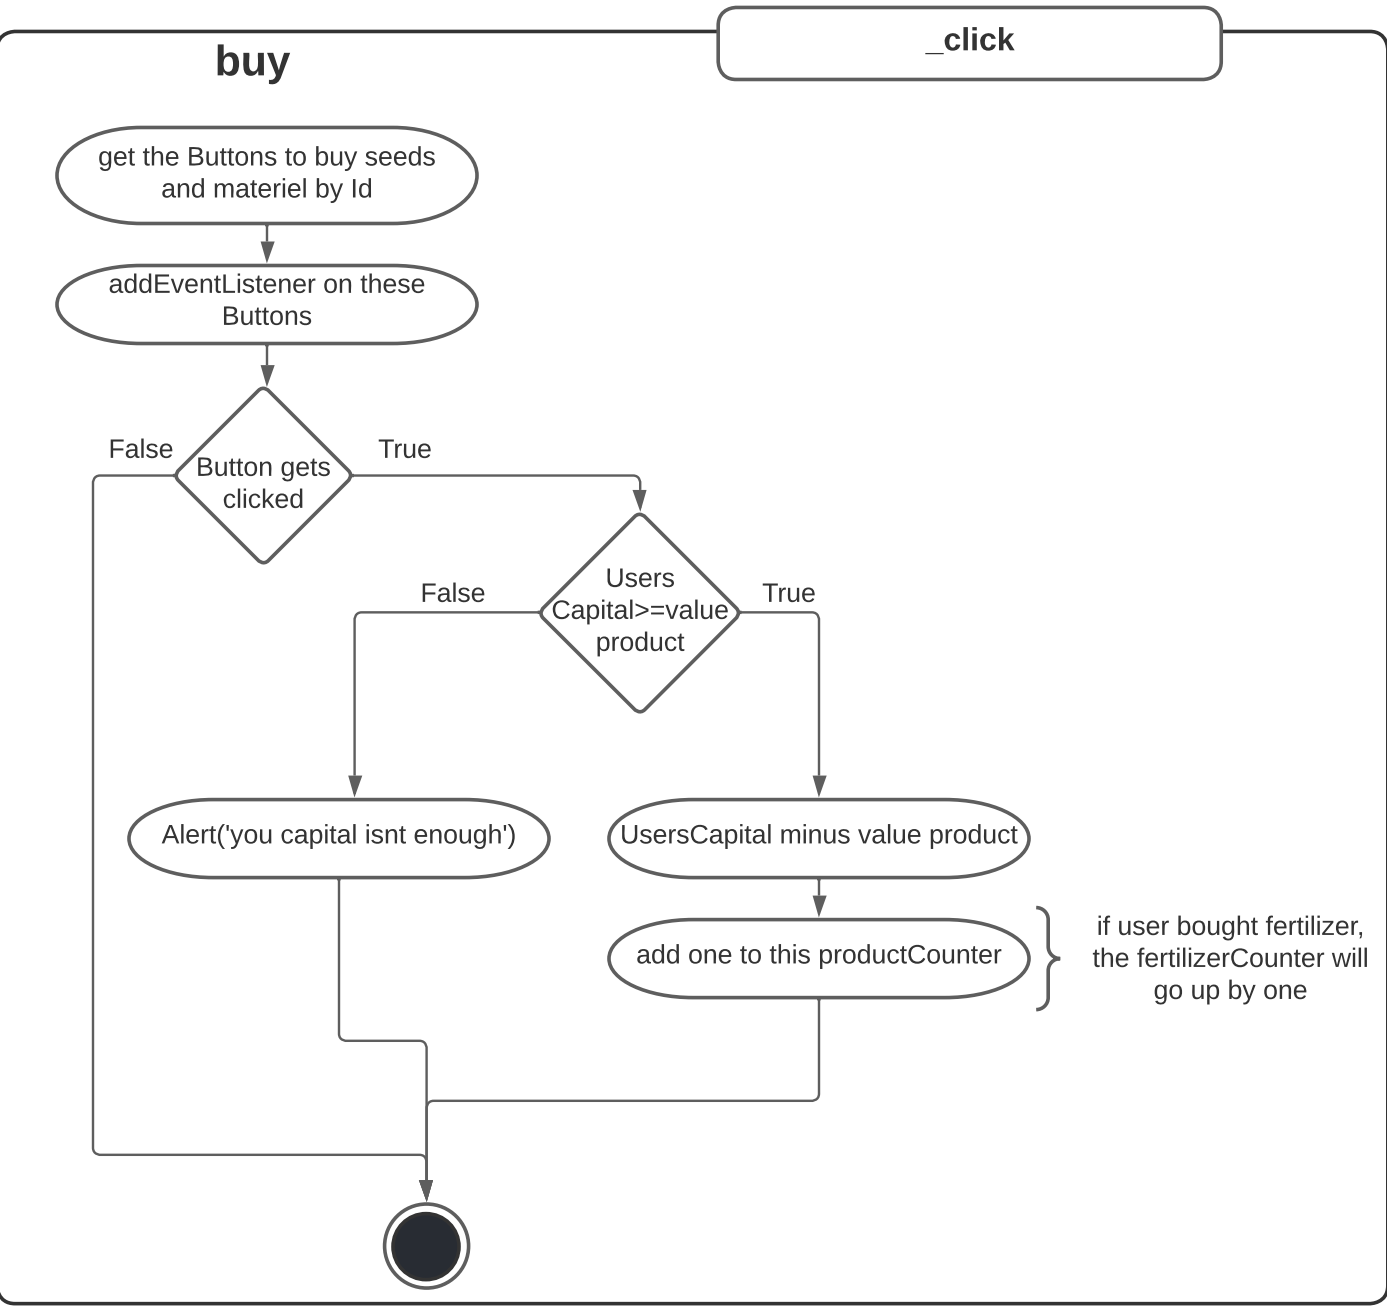 _click
buy
get the Buttons to buy seeds
and materiel by Id
addEventListener on these
Buttons
False
True
Button gets
clicked
Users
Capital>=value
product
False
True
Alert('you capital isnt enough')
UsersCapital minus value product
add one to this productCounter
if user bought fertilizer,
the fertilizerCounter will
go up by one